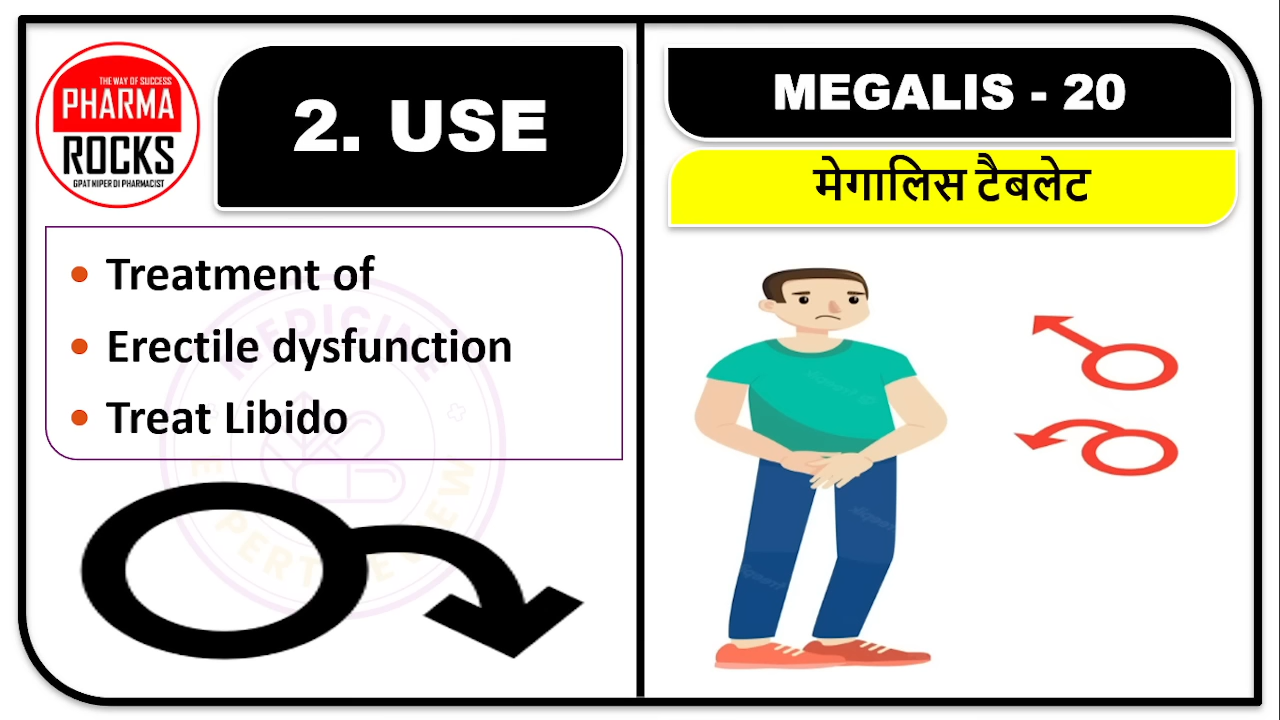 THE WAY OF SUCCESS
PHARMA
ROCKS
GPAT NIPER DI PHARMACIST
2. USE
• Treatment of
• Erectile dysfunction
• Treat Libido
MEDICINE
MEGALIS - 20
मेगालिस टैबलेट